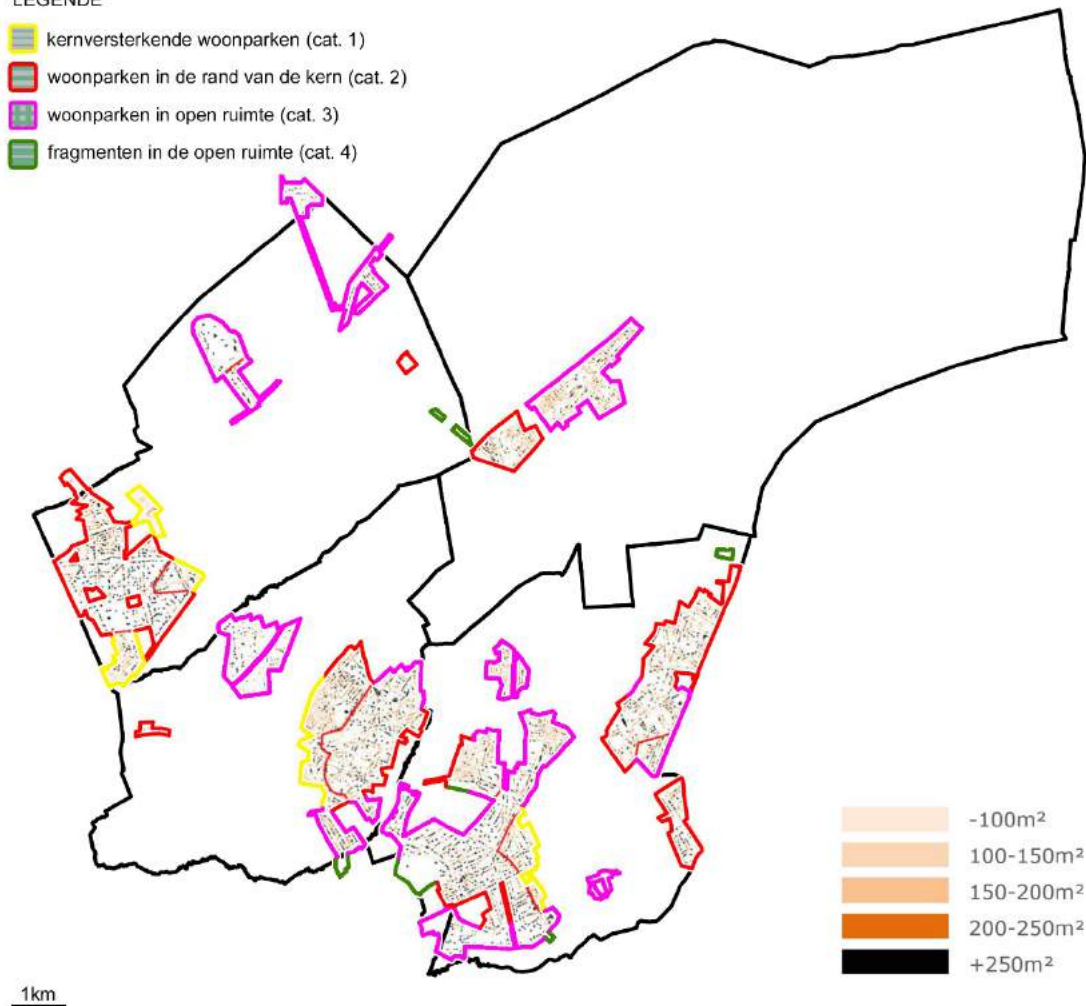 LEGENDE
kernversterkende woonparken (cat. 1)
woonparken in de rand van de kern (cat. 2)
woonparken in open ruimte (cat. 3)
fragmenten in de open ruimte (cat. 4)
-100m²
100-150m²
150-200m²
200-250m²
+250m²
1km